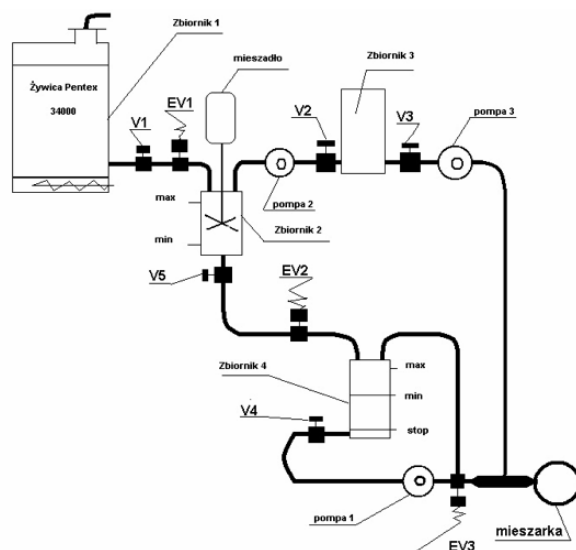 Zbiornik 1
mieszadło
Zbiornik 3
Żywica Pentex
34000
EV1
V1
V2
V3
pompa 3
pompa 2
max
min
Zbiornik 2
V5
EV2
Zbiornik 4
max
min
V4
stop
pompa 1
mieszarka
EV3